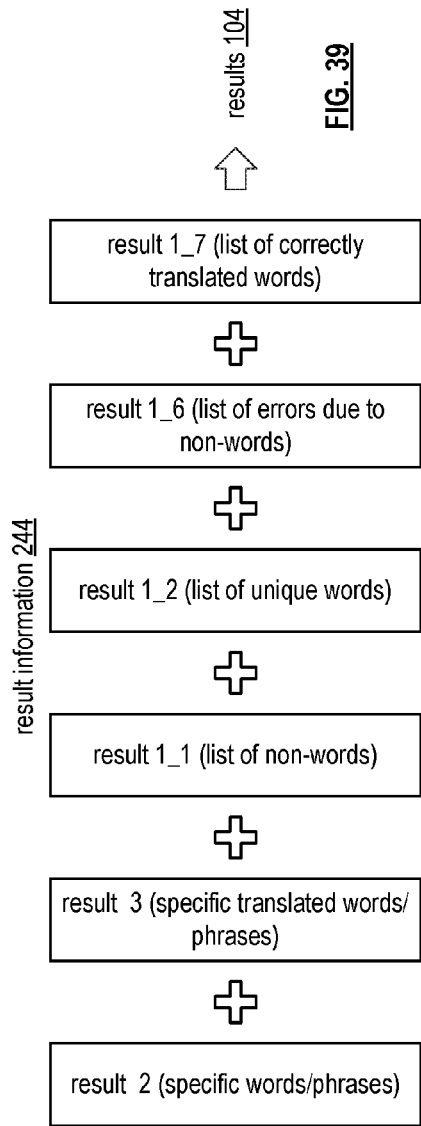 results 104
FIG. 39
result 1_7 (list of correctly
translated words)
result 1_6 (list of errors due to
non-words)
result information 244
result 1_2 (list of unique words)
result 1_1 (list of non-words)
result 3 (specific translated words/
phrases)
result 2 (specific words/phrases)